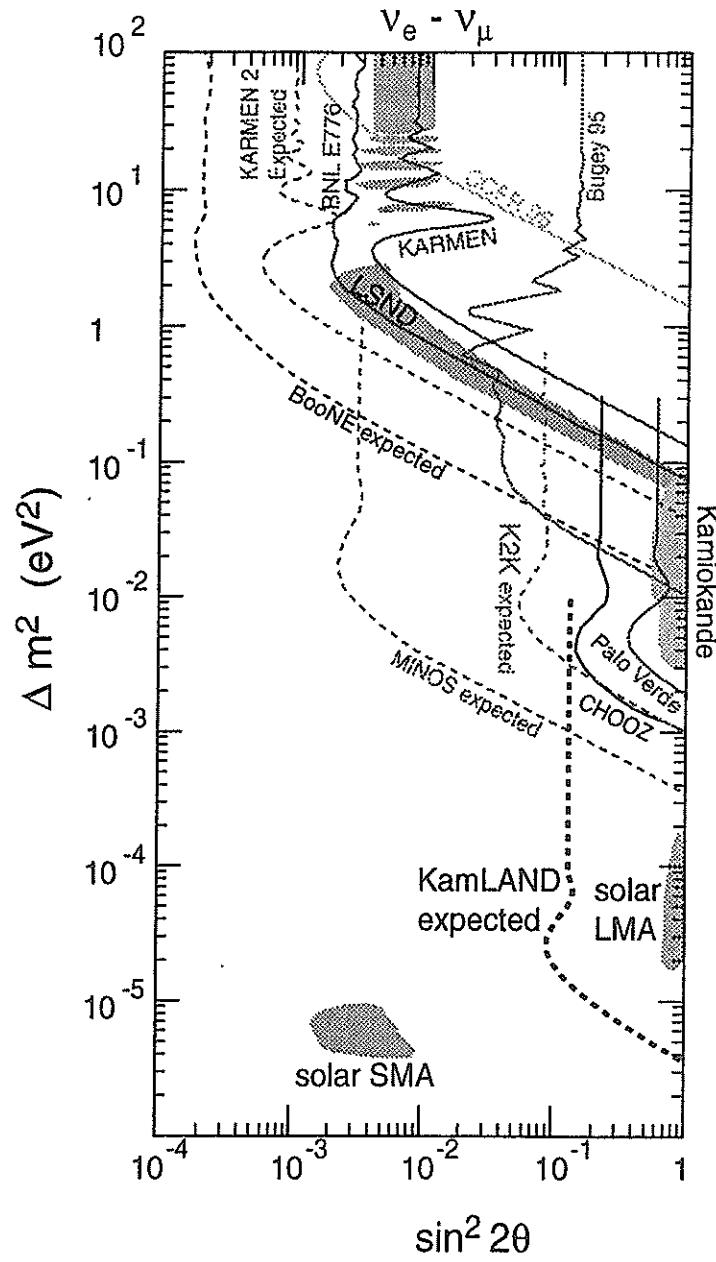 νe - νμ
10^2
10^1
1
10^-1
10^-2
10^-3
10^-4
10^-5
Δ m^2 (eV^2)
KARMEN 2
Expected
BNL E776
Bugey 95
KARMEN
LSND
BooNE expected
K2K expected
Kamiokande
Palo Verde
CHOOZ
MINOS expected
KamLAND
expected
solar
LMA
solar SMA
10^-4
10^-3
10^-2
10^-1
1
sin^2 2θ